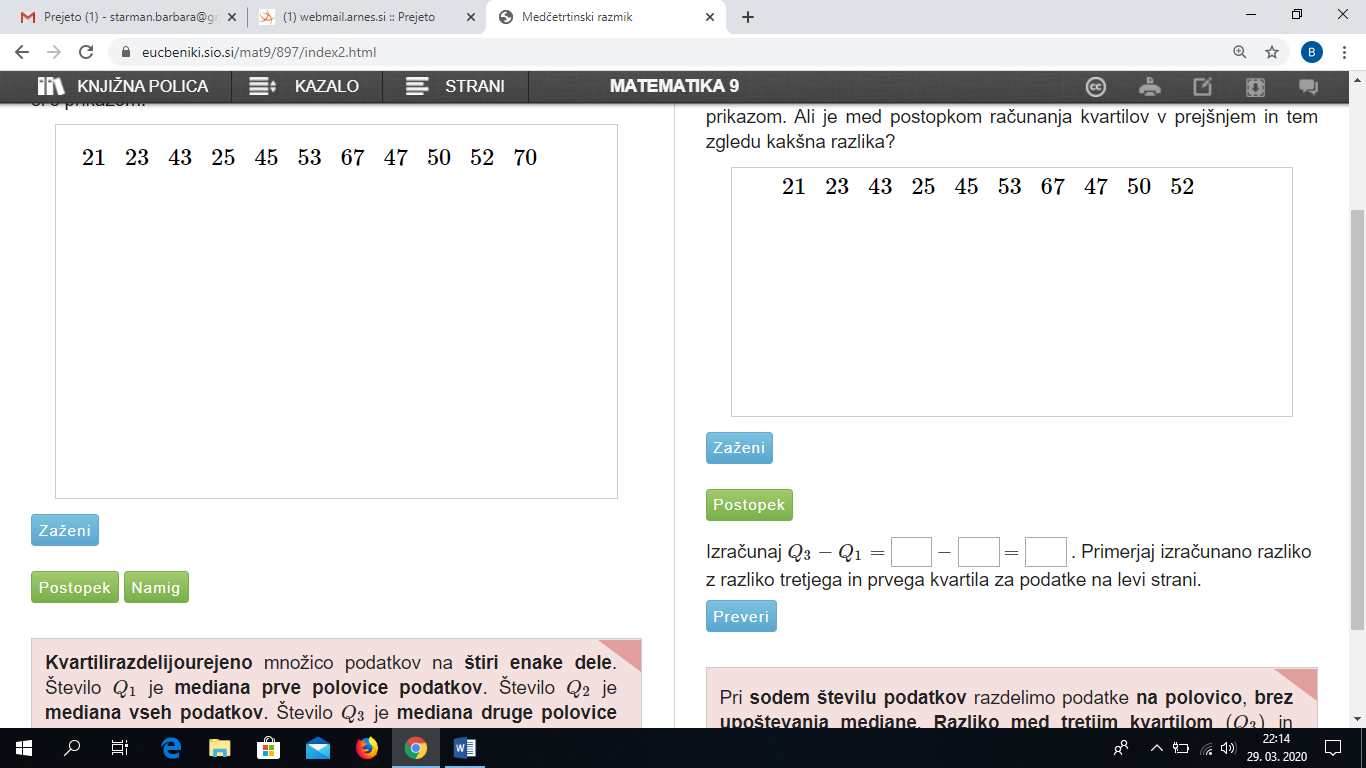 Prejeto (1) - starman.barbara@gr
(1) webmail.arnes.si :: Prejeto
Medčetrtinski razmik
eucbeniki.sio.si/mat9/897/index2.html
B
KNJIŽNA POLICA
KAZALO
STRANI
MATEMATIKA 9
cc
21 23 43 25 45 53 67 47 50 52 70
Zaženi
Postopek
Namig
Kvartilirazdelijourejeno množico podatkov na štiri enake dele.
Število Q₁ je mediana prve polovice podatkov. Število Q₂ je
mediana vseh podatkov. Število Q₃ je mediana druge polovice
prikazom. Ali je med postopkom računanja kvartilov v prejšnjem in tem
zgledu kakšna razlika?
21 23 43 25 45 53 67 47 50 52
Zaženi
Postopek
Izračunaj Q₃ − Q₁ = − = . Primerjaj izračunano razliko
z razliko tretjega in prvega kvartila za podatke na levi strani.
Preveri
Pri sodem številu podatkov razdelimo podatke na polovico, brez
upoštevanja mediane. Razliko med tretjim kvartilom (Q₃) in
22:14
29. 03. 2020